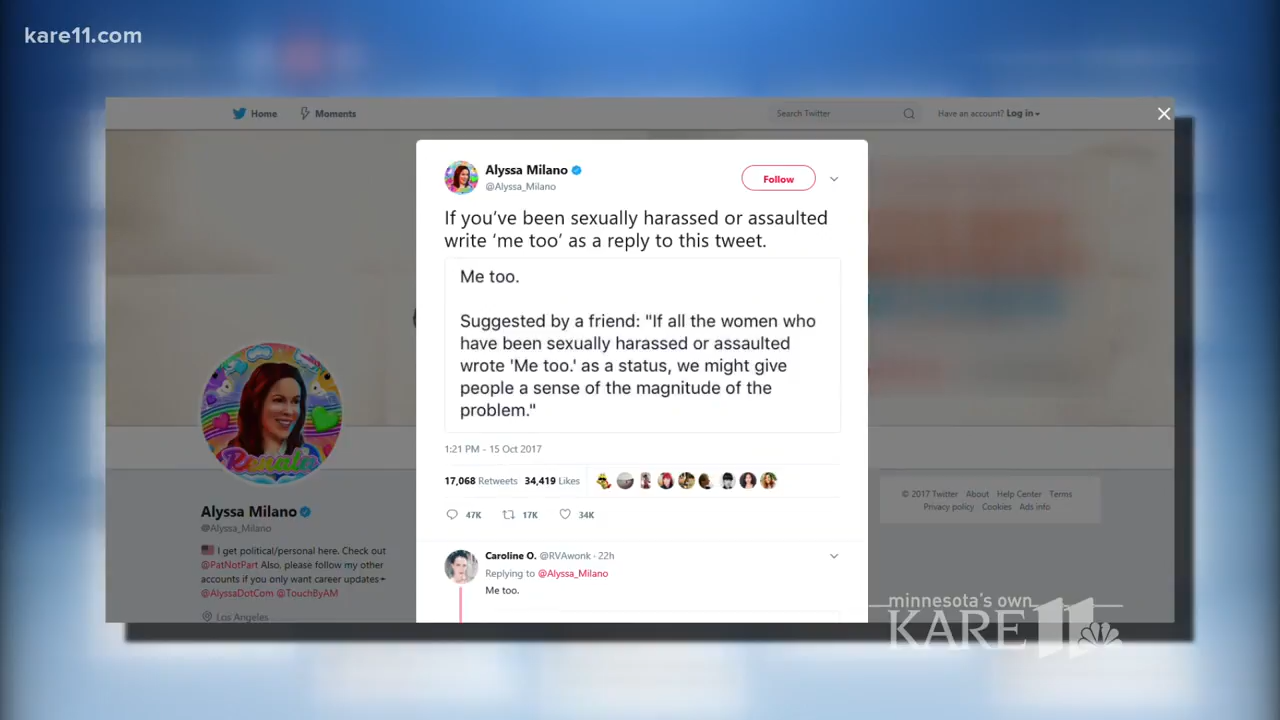 kare11.com
Home Moments Search Twitter Have an account? Log in
Alyssa Milano
@Alyssa_Milano
Follow
If you’ve been sexually harassed or assaulted
write ‘me too’ as a reply to this tweet.
Me too.
Suggested by a friend: "If all the women who
have been sexually harassed or assaulted
wrote 'Me too.' as a status, we might give
people a sense of the magnitude of the
problem."
1:21 PM - 15 Oct 2017
17,068 Retweets 34,419 Likes
47K 17K 34K
Caroline O. @RVAwonk · 22h
Replying to @Alyssa_Milano
Me too.
Renata
Alyssa Milano
@Alyssa_Milano
I get political/personal here. Check out
@PatNotPart Also, please follow my other
accounts if you only want career updates
@AlyssaDotCom @TouchByAM
Los Angeles
© 2017 Twitter About Help Center Terms
Privacy policy Cookies Ads info
minnesota's own
KARE 11